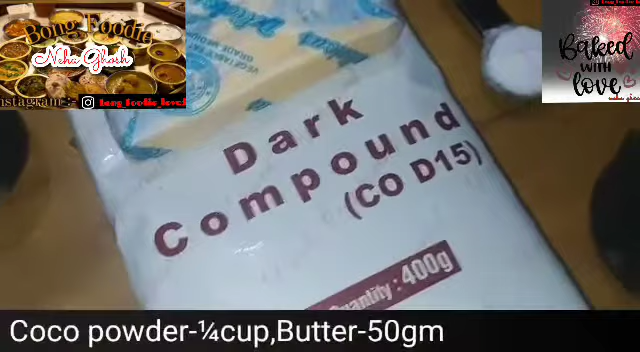 Bong Foodie
Neha Ghosh
Instagram :-
Baked
with
love
Dark
Compound
(CO D15)
Quantity : 400g
Coco powder-¼cup,Butter-50gm